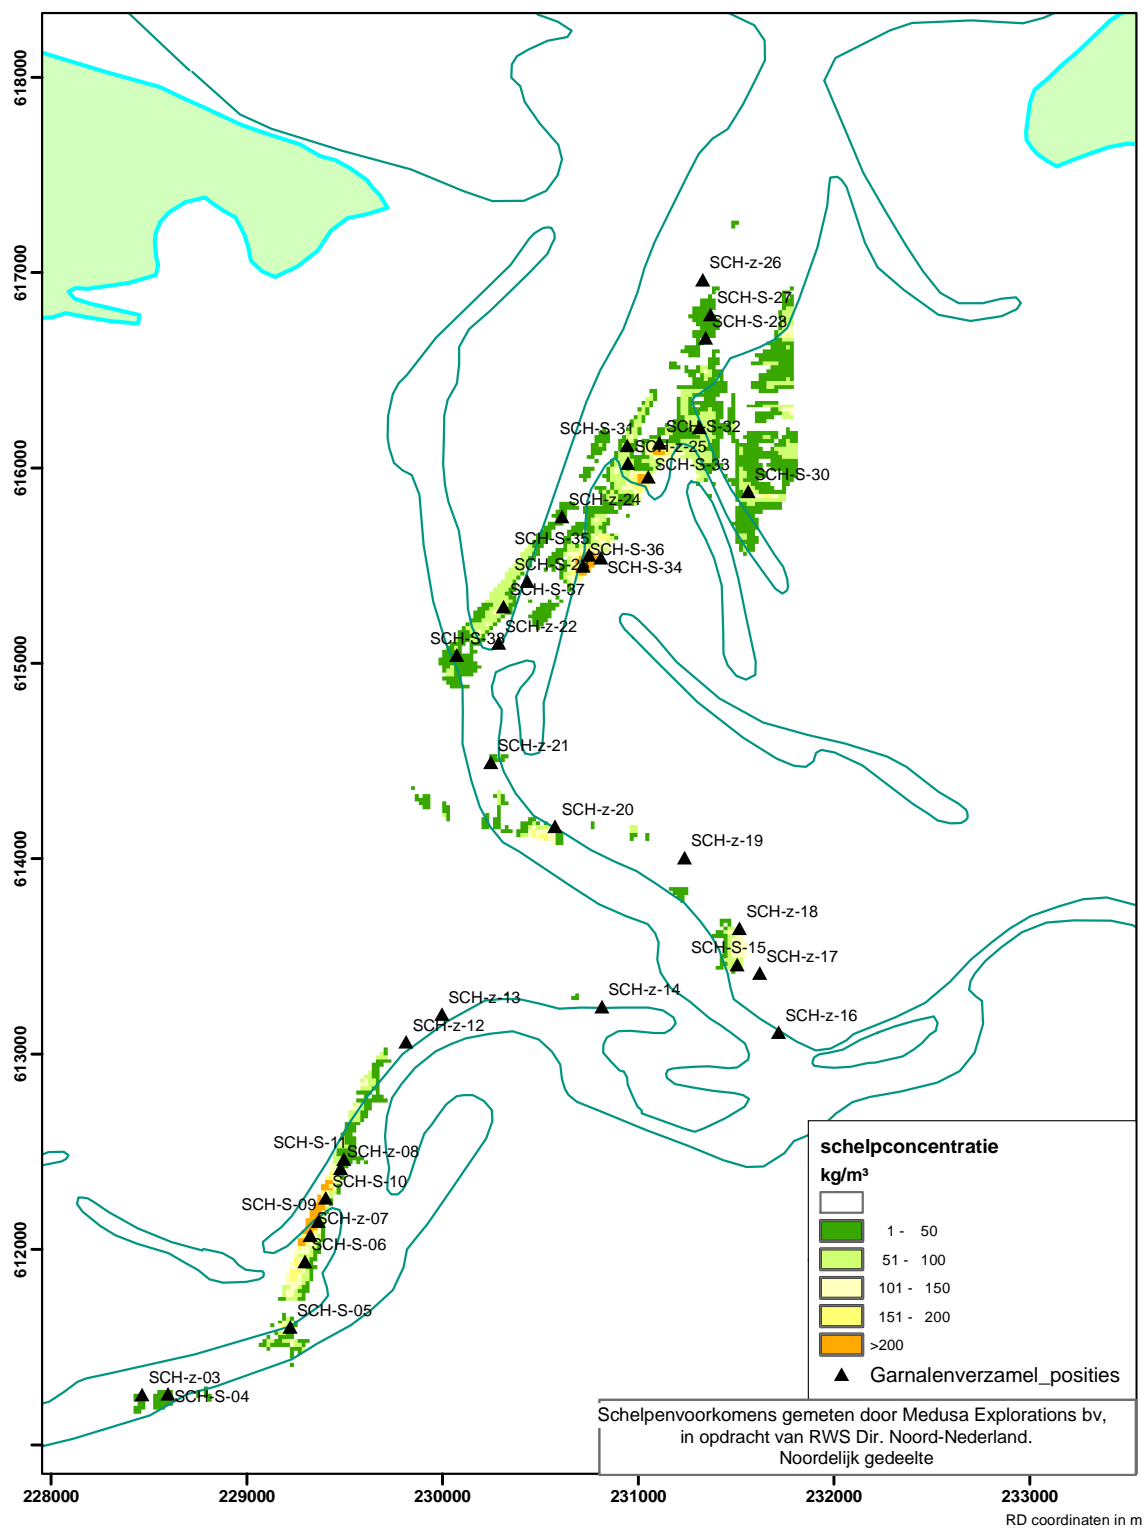 618000
617000
616000
615000
614000
613000
612000
SCH-z-26
SCH-S-27
SCH-S-28
SCH-S-31
SCH-S-32
SCH-z-25
SCH-S-33
SCH-S-30
SCH-z-24
SCH-S-35
SCH-S-36
SCH-S-2
SCH-S-34
SCH-S-37
SCH-z-22
SCH-S-38
SCH-z-21
SCH-z-20
SCH-z-19
SCH-z-18
SCH-S-15
SCH-z-17
SCH-z-14
SCH-z-13
SCH-z-16
SCH-z-12
SCH-S-11
SCH-z-08
SCH-S-10
SCH-S-09
SCH-z-07
SCH-S-06
SCH-S-05
SCH-z-03
SCH-S-04
schelpconcentratie
kg/m³
1 - 50
51 - 100
101 - 150
151 - 200
>200
Garnalenverzamel_posities
Schelpenvoorkomens gemeten door Medusa Explorations bv,
in opdracht van RWS Dir. Noord-Nederland.
Noordelijk gedeelte
228000 229000 230000 231000 232000 233000
RD coordinaten in m